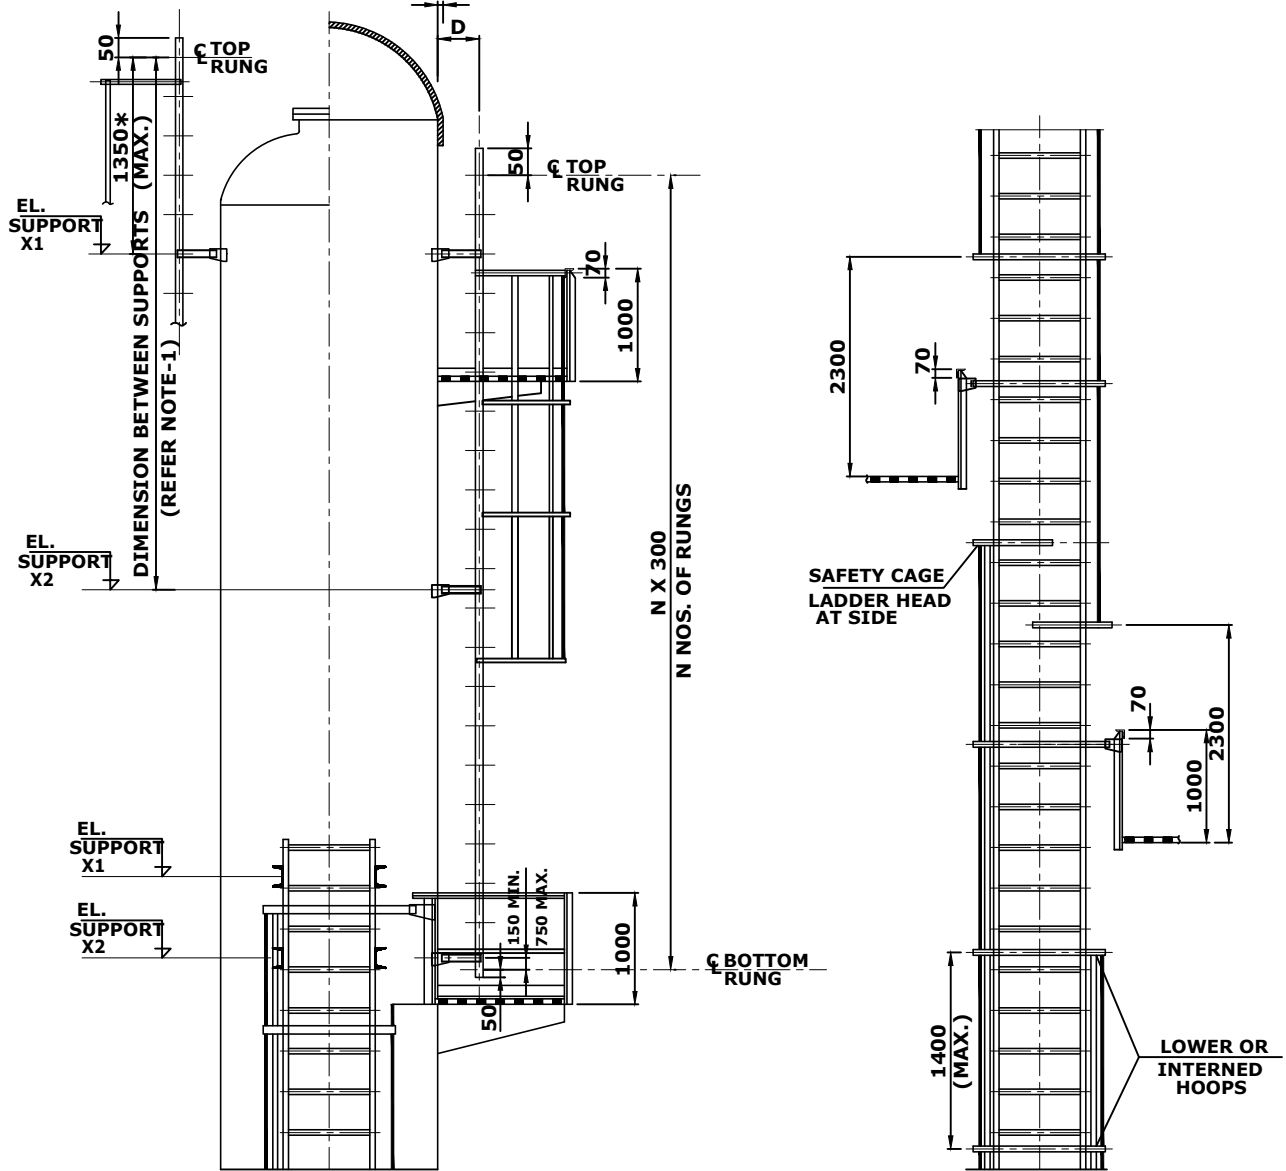 50
℄ TOP
RUNG
1350* (MAX.)
DIMENSION BETWEEN SUPPORTS
(REFER NOTE-1)
EL.
SUPPORT
X1
EL.
SUPPORT
X2
EL.
SUPPORT
X1
EL.
SUPPORT
X2
D
50
℄ TOP
RUNG
70
1000
N X 300
N NOS. OF RUNGS
150 MIN.
750 MAX.
1000
50
℄ BOTTOM
RUNG
2300
70
SAFETY CAGE
LADDER HEAD
AT SIDE
70
1000
2300
1400
(MAX.)
LOWER OR
INTERNED
HOOPS